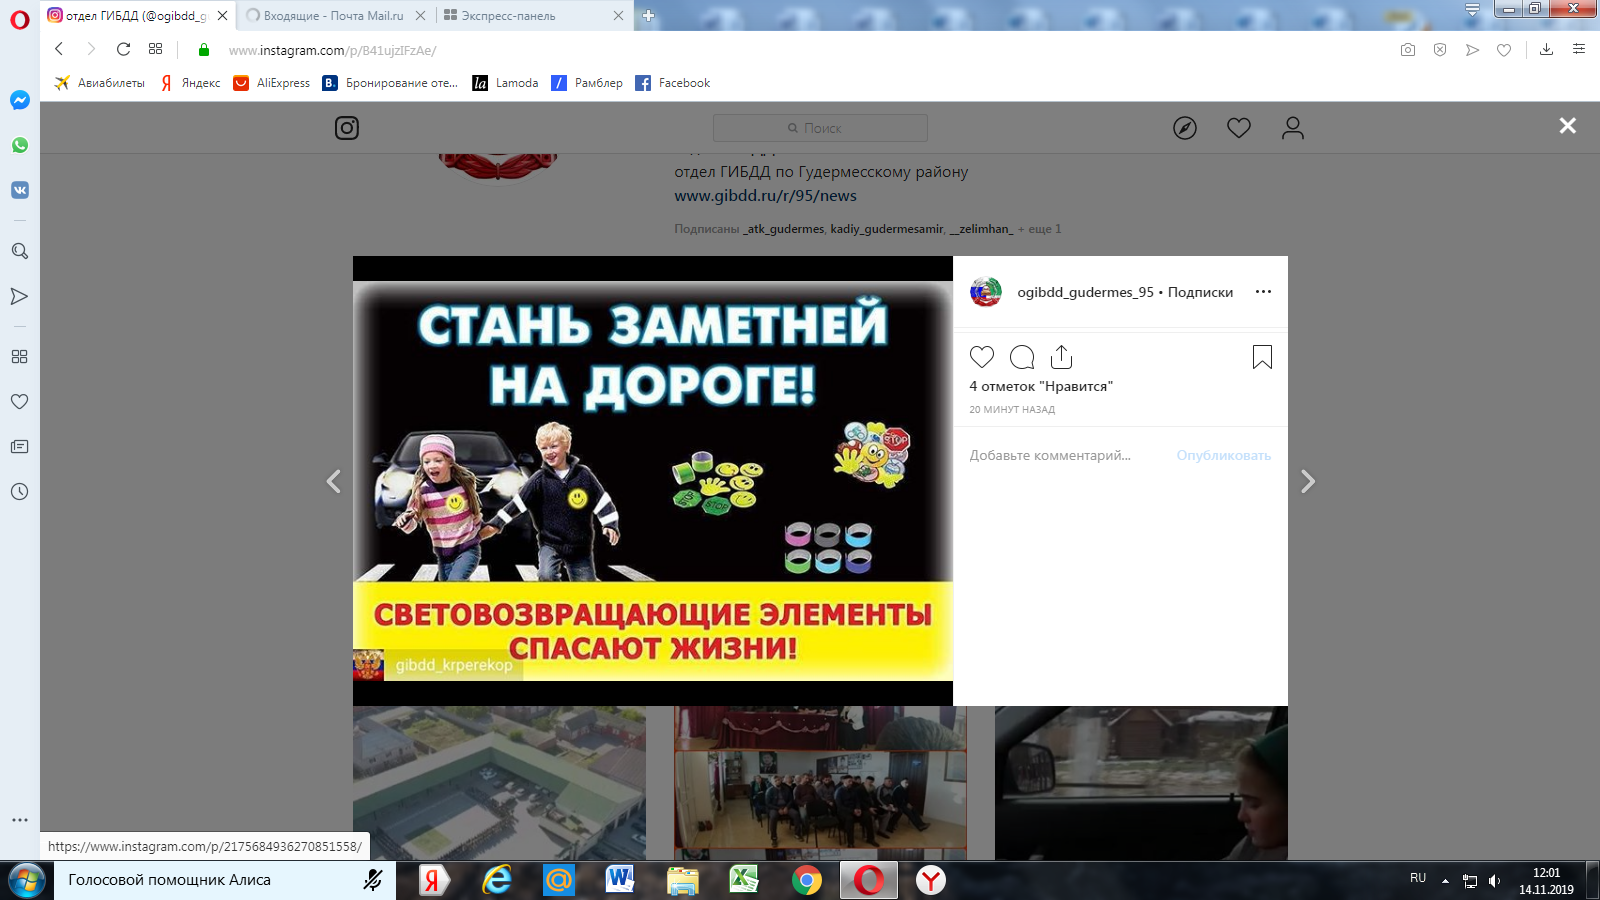 отдел ГИБДД (@ogibdd_g
Входящие - Почта Mail.ru
Экспресс-панель
www.instagram.com/p/B41ujzIFzAe/
Авиабилеты
Яндекс
AliExpress
Бронирование оте...
Lamoda
Рамблер
Facebook
Поиск
отдел ГИБДД по Гудермесскому району
www.gibdd.ru/r/95/news
Подписаны _atk_gudermes, kadiy_gudermesamir, __zelimhan_ + еще 1
СТАНЬ ЗАМЕТНЕЙ
НА ДОРОГЕ!
STOP
STOP
STOP
СВЕТОВОЗВРАЩАЮЩИЕ ЭЛЕМЕНТЫ
СПАСАЮТ ЖИЗНИ!
gibdd_krperekop
ogibdd_gudermes_95 • Подписки
4 отметок "Нравится"
20 МИНУТ НАЗАД
Добавьте комментарий...
Опубликовать
https://www.instagram.com/p/2175684936270851558/
Голосовой помощник Алиса
RU
12:01
14.11.2019